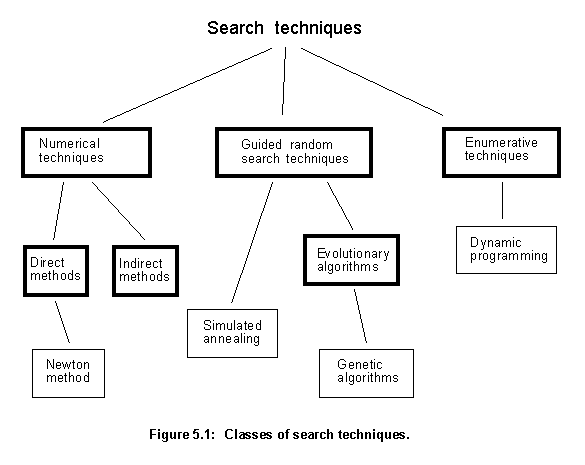 Search techniques
Numerical
techniques
Guided random
search techniques
Enumerative
techniques
Direct
methods
Indirect
methods
Evolutionary
algorithms
Dynamic
programming
Simulated
annealing
Newton
method
Genetic
algorithms
Figure 5.1: Classes of search techniques.